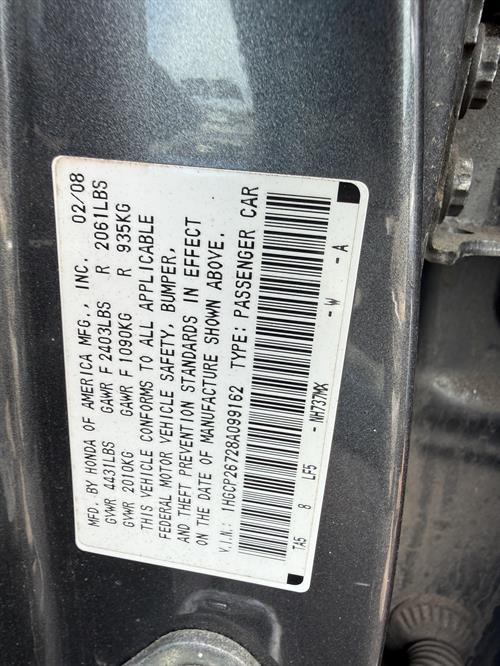 MFD. BY HONDA OF AMERICA MFG., INC. 02/08
GVWR 4431LBS GAWR F 2403LBS R 2061LBS
GVWR 2010KG GAWR F 1090KG R 935KG
THIS VEHICLE CONFORMS TO ALL APPLICABLE
FEDERAL MOTOR VEHICLE SAFETY, BUMPER,
AND THEFT PREVENTION STANDARDS IN EFFECT
ON THE DATE OF MANUFACTURE SHOWN ABOVE.
V.I.N.: 1HGCP26728A099162 TYPE: PASSENGER CAR
TA5 8 LF5 -NH737MX -W -A